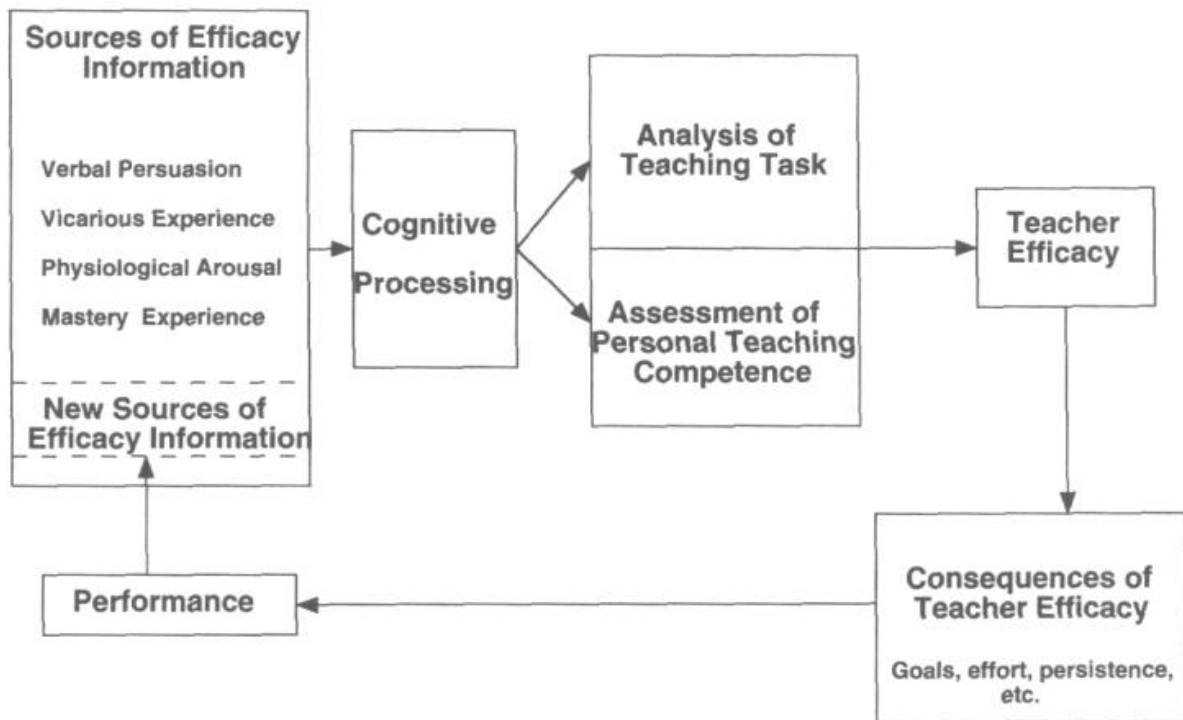 Sources of Efficacy
Information
Verbal Persuasion
Vicarious Experience
Physiological Arousal
Mastery Experience
New Sources of
Efficacy Information
Cognitive
Processing
Analysis of
Teaching Task
Assessment of
Personal Teaching
Competence
Teacher
Efficacy
Consequences of
Teacher Efficacy
Goals, effort, persistence,
etc.
Performance